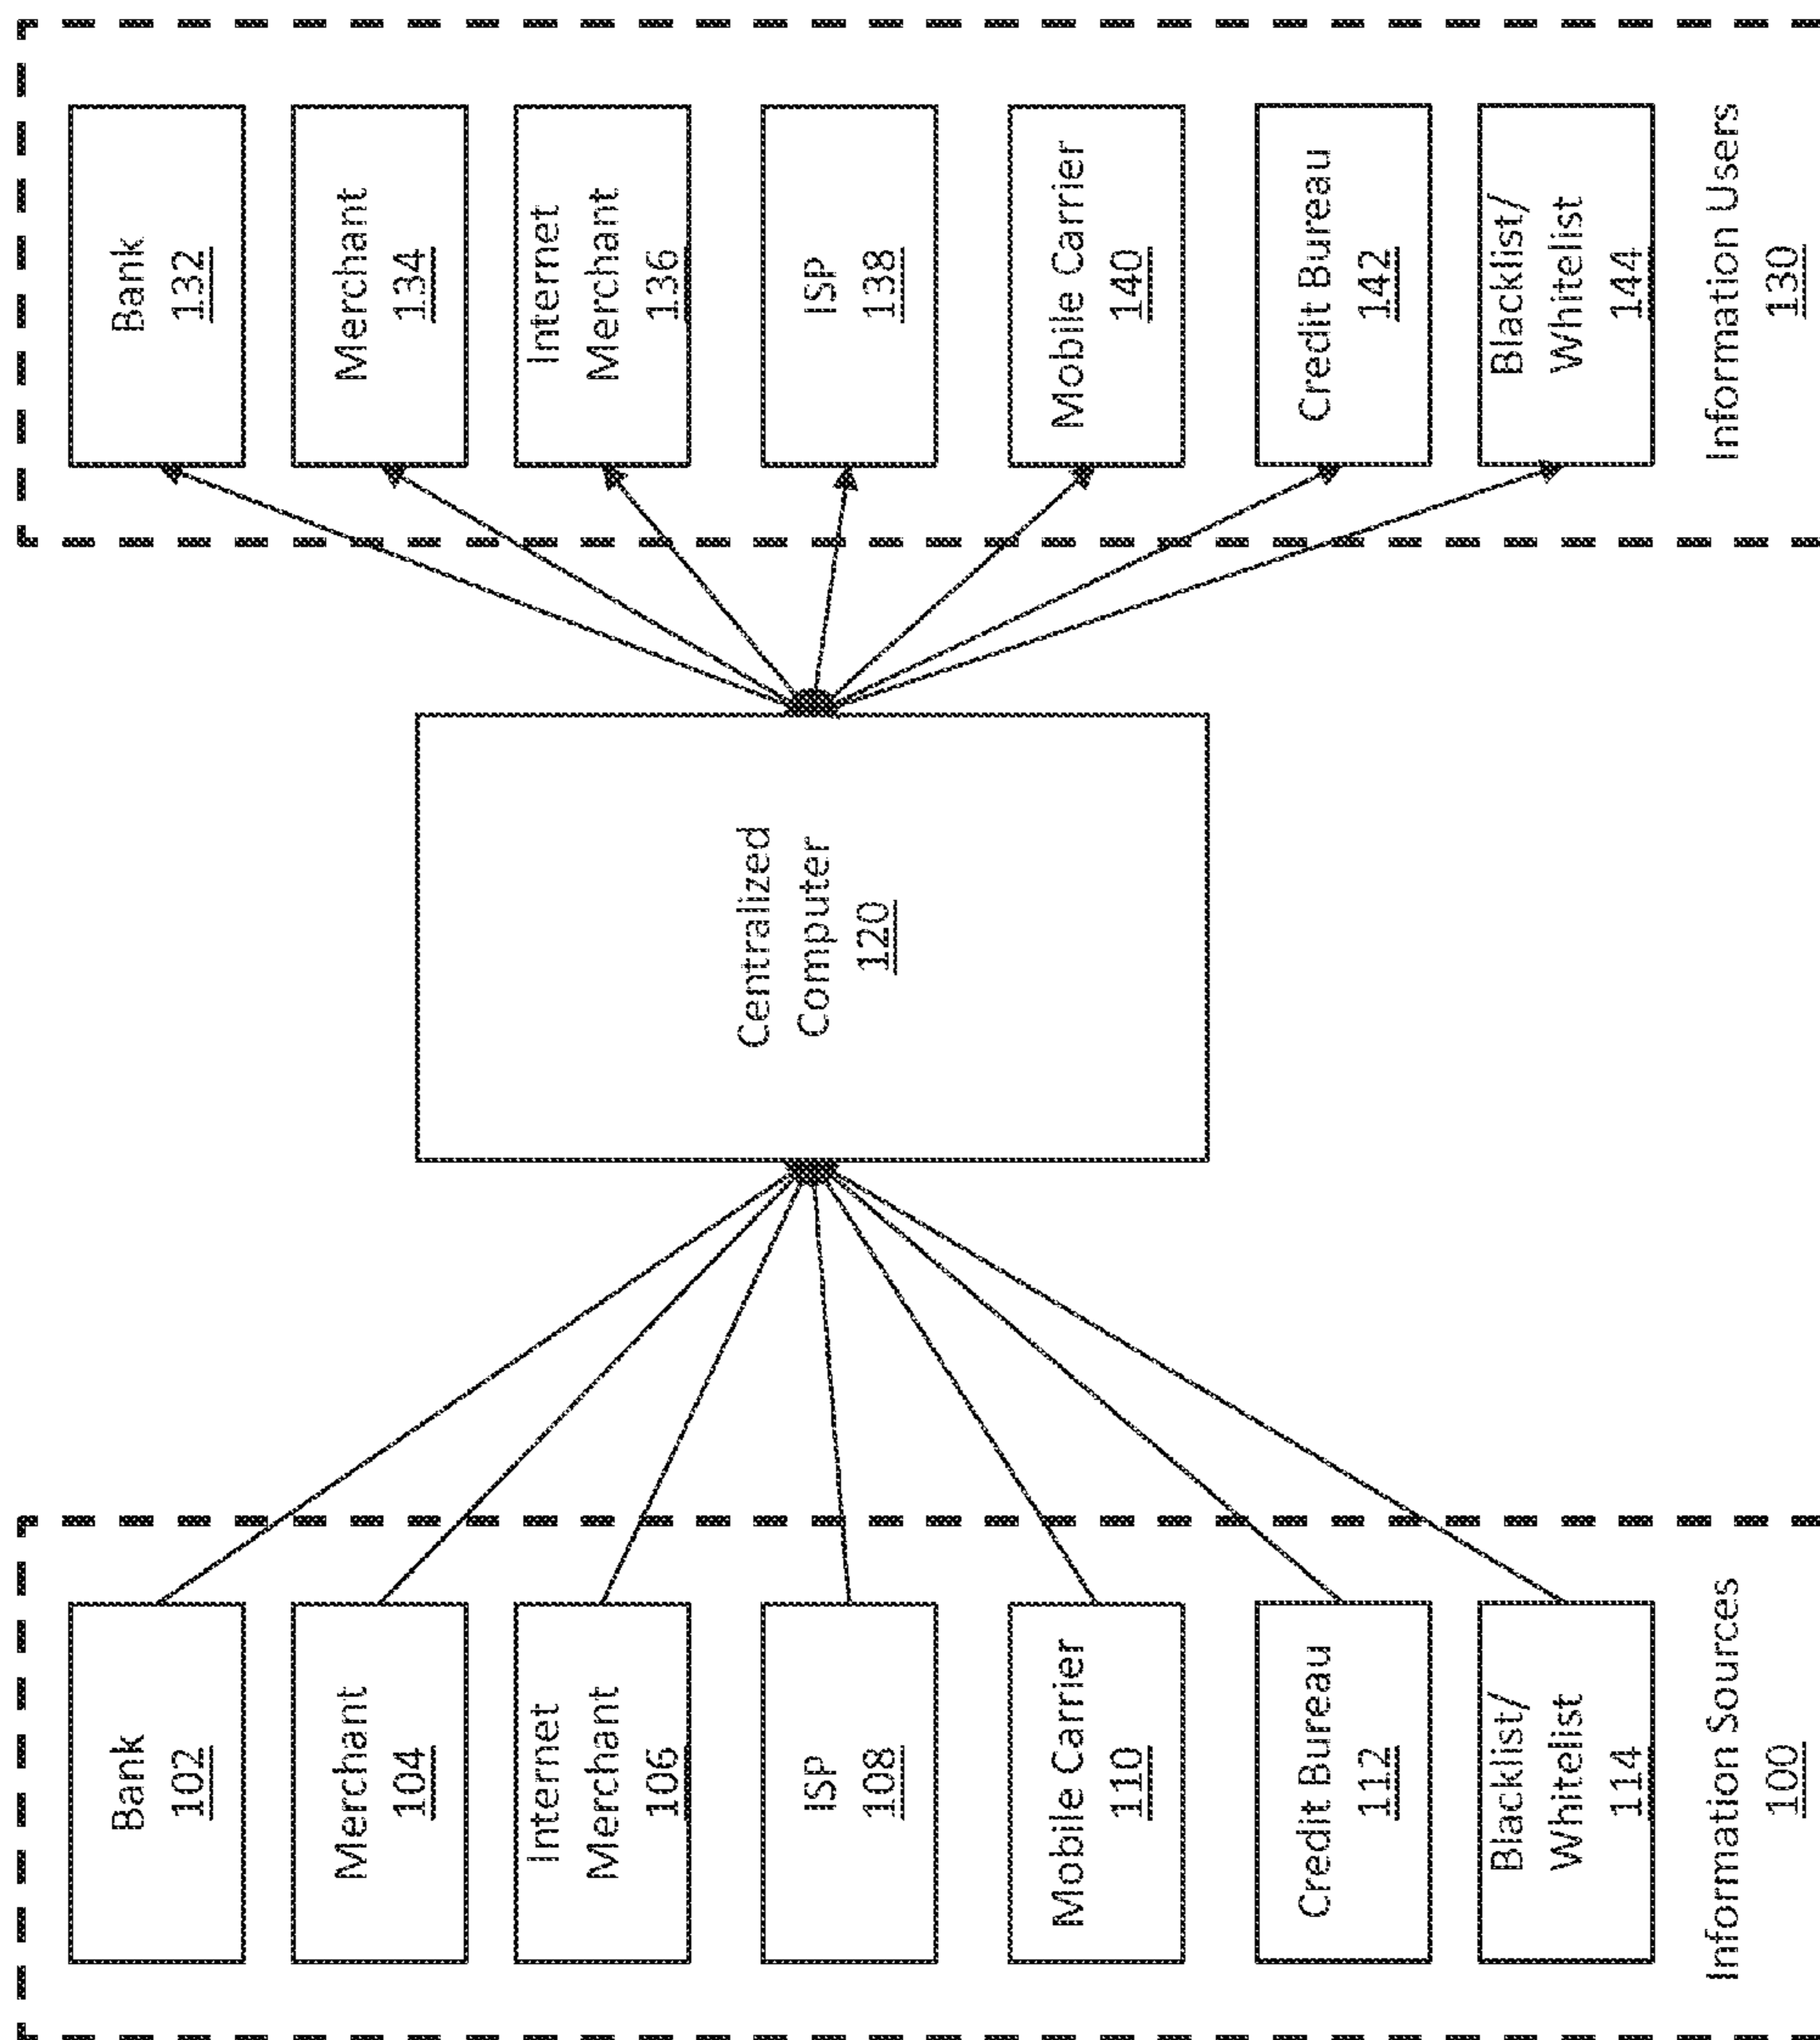 Bank
102
Merchant
104
Internet
Merchant
106
ISP
108
Mobile Carrier
110
Credit Bureau
112
Blacklist/
Whitelist
114
Information Sources
100
Centralized
Computer
120
Bank
132
Merchant
134
Internet
Merchant
136
ISP
138
Mobile Carrier
140
Credit Bureau
142
Blacklist/
Whitelist
144
Information Users
130